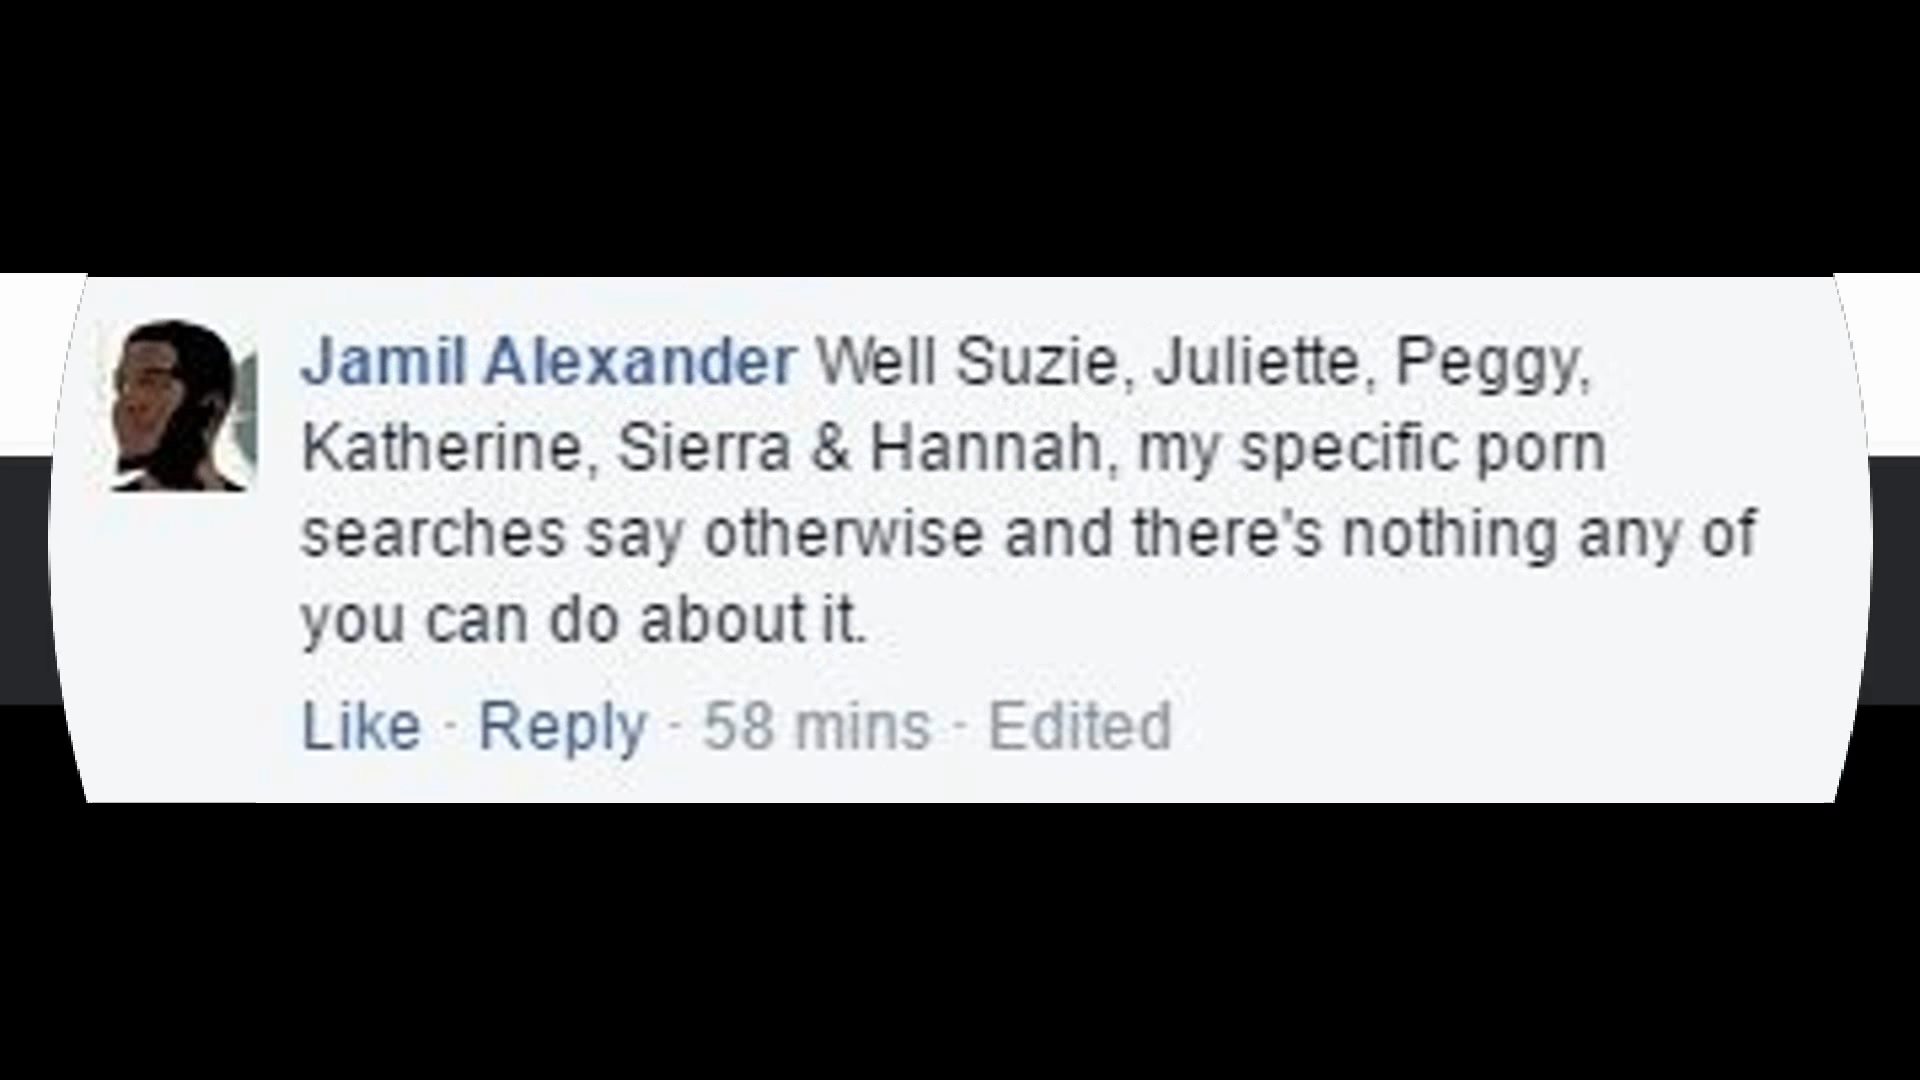 Jamil Alexander Well Suzie, Juliette, Peggy,
Katherine, Sierra & Hannah, my specific porn
searches say otherwise and there's nothing any of
you can do about it.
Like · Reply · 58 mins · Edited